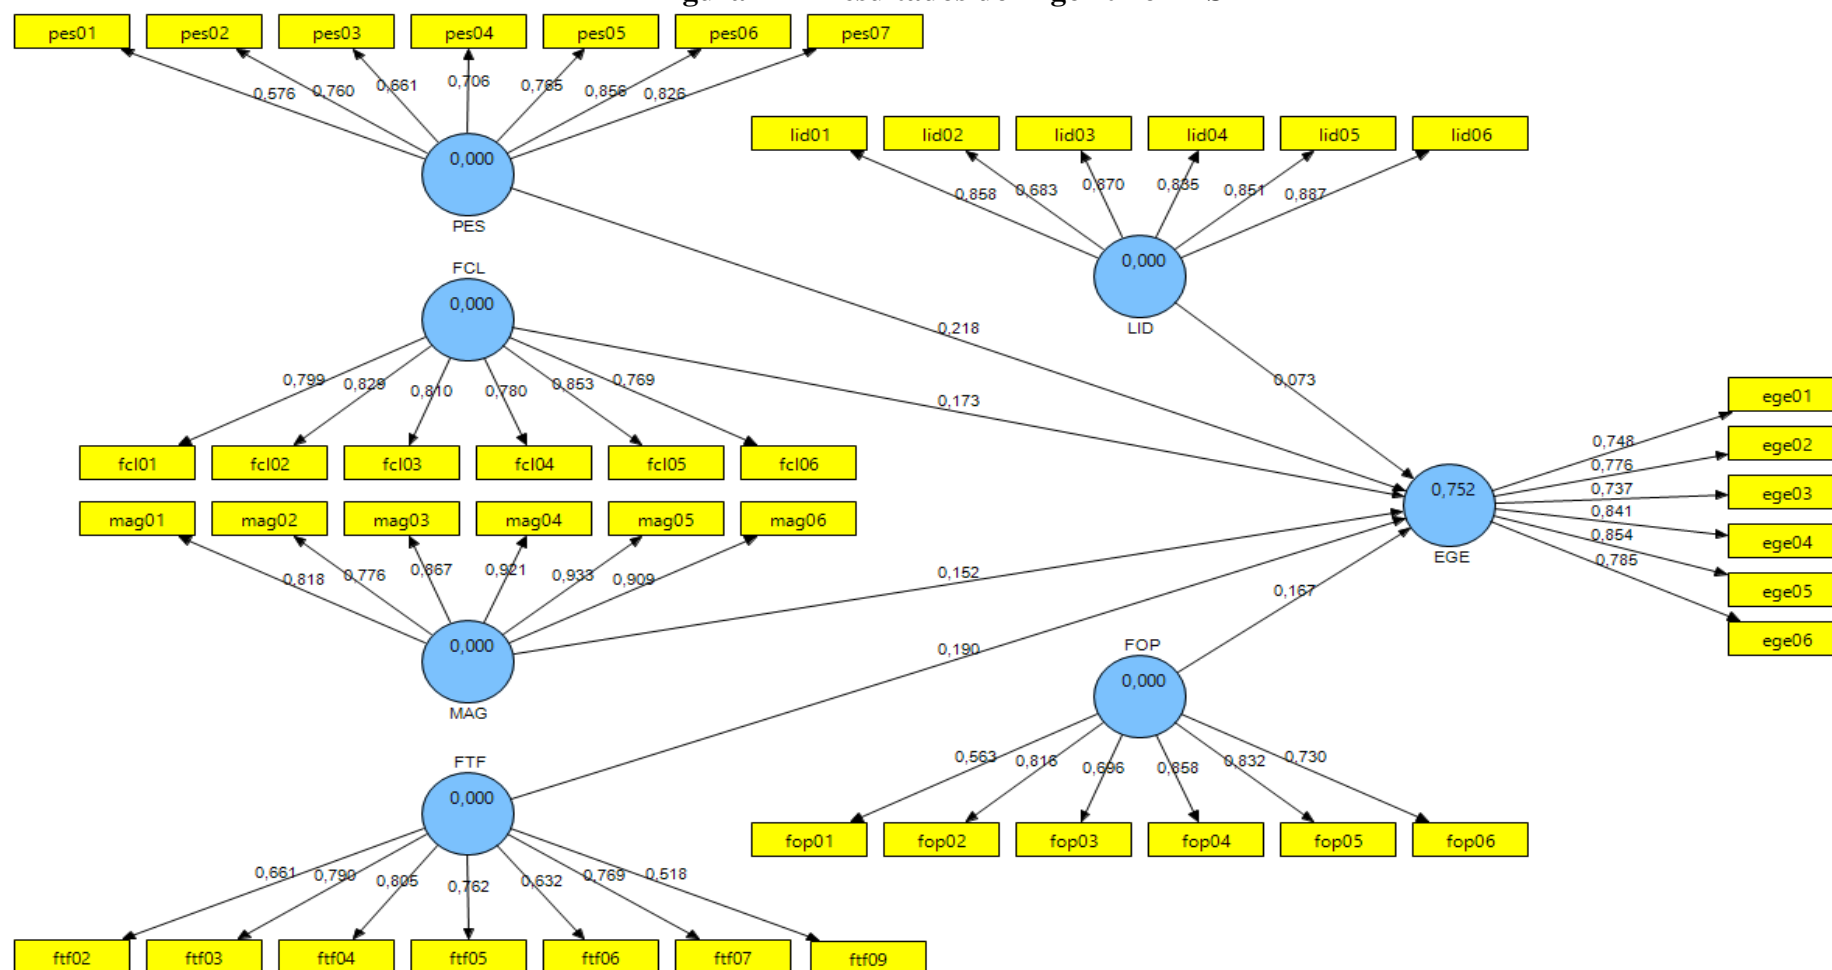 pes01 pes02 pes03 pes04 pes05 pes06 pes07
0,576 0,760 0,661 0,706 0,765 0,856 0,826
0,000
PES
lid01 lid02 lid03 lid04 lid05 lid06
0,858 0,683 0,870 0,835 0,851 0,887
0,000
LID
FCL
0,000
0,799 0,829 0,810 0,780 0,853 0,769
fcl01 fcl02 fcl03 fcl04 fcl05 fcl06
0,218
0,073
0,173
0,152
0,190
0,167
mag01 mag02 mag03 mag04 mag05 mag06
0,818 0,776 0,867 0,921 0,933 0,909
0,000
MAG
0,752
EGE
0,748
0,776
0,737
0,841
0,854
0,785
ege01
ege02
ege03
ege04
ege05
ege06
FOP
0,000
0,563 0,816 0,696 0,858 0,832 0,730
fop01 fop02 fop03 fop04 fop05 fop06
FTF
0,000
0,661 0,790 0,805 0,762 0,632 0,769 0,518
ftf02 ftf03 ftf04 ftf05 ftf06 ftf07 ftf09